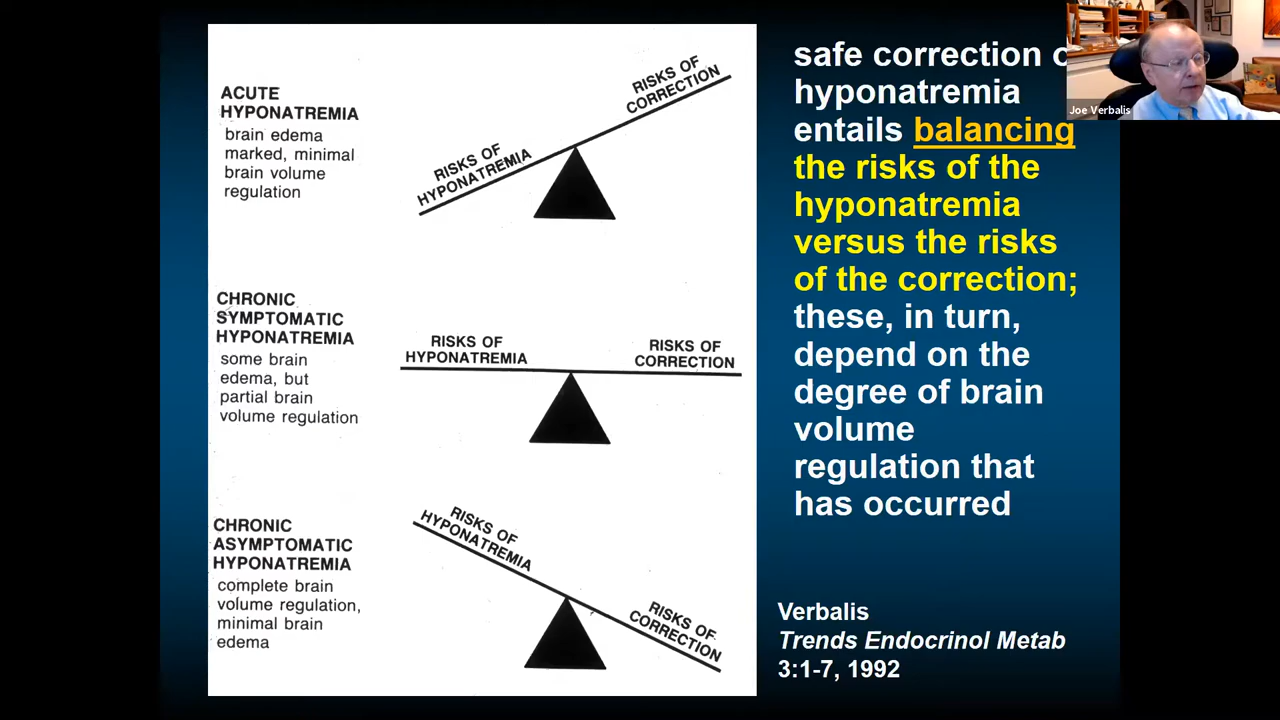 ACUTE
HYPONATREMIA
brain edema
marked, minimal
brain volume
regulation
RISKS OF
HYPONATREMIA
RISKS OF
CORRECTION
CHRONIC
SYMPTOMATIC
HYPONATREMIA
some brain
edema, but
partial brain
volume regulation
RISKS OF
HYPONATREMIA
RISKS OF
CORRECTION
CHRONIC
ASYMPTOMATIC
HYPONATREMIA
complete brain
volume regulation,
minimal brain
edema
RISKS OF
HYPONATREMIA
RISKS OF
CORRECTION
safe correction
hyponatremia
entails balancing
the risks of the
hyponatremia
versus the risks
of the correction;
these, in turn,
depend on the
degree of brain
volume
regulation that
has occurred
Verbalis
Trends Endocrinol Metab
3:1-7, 1992
Joe Verbalis